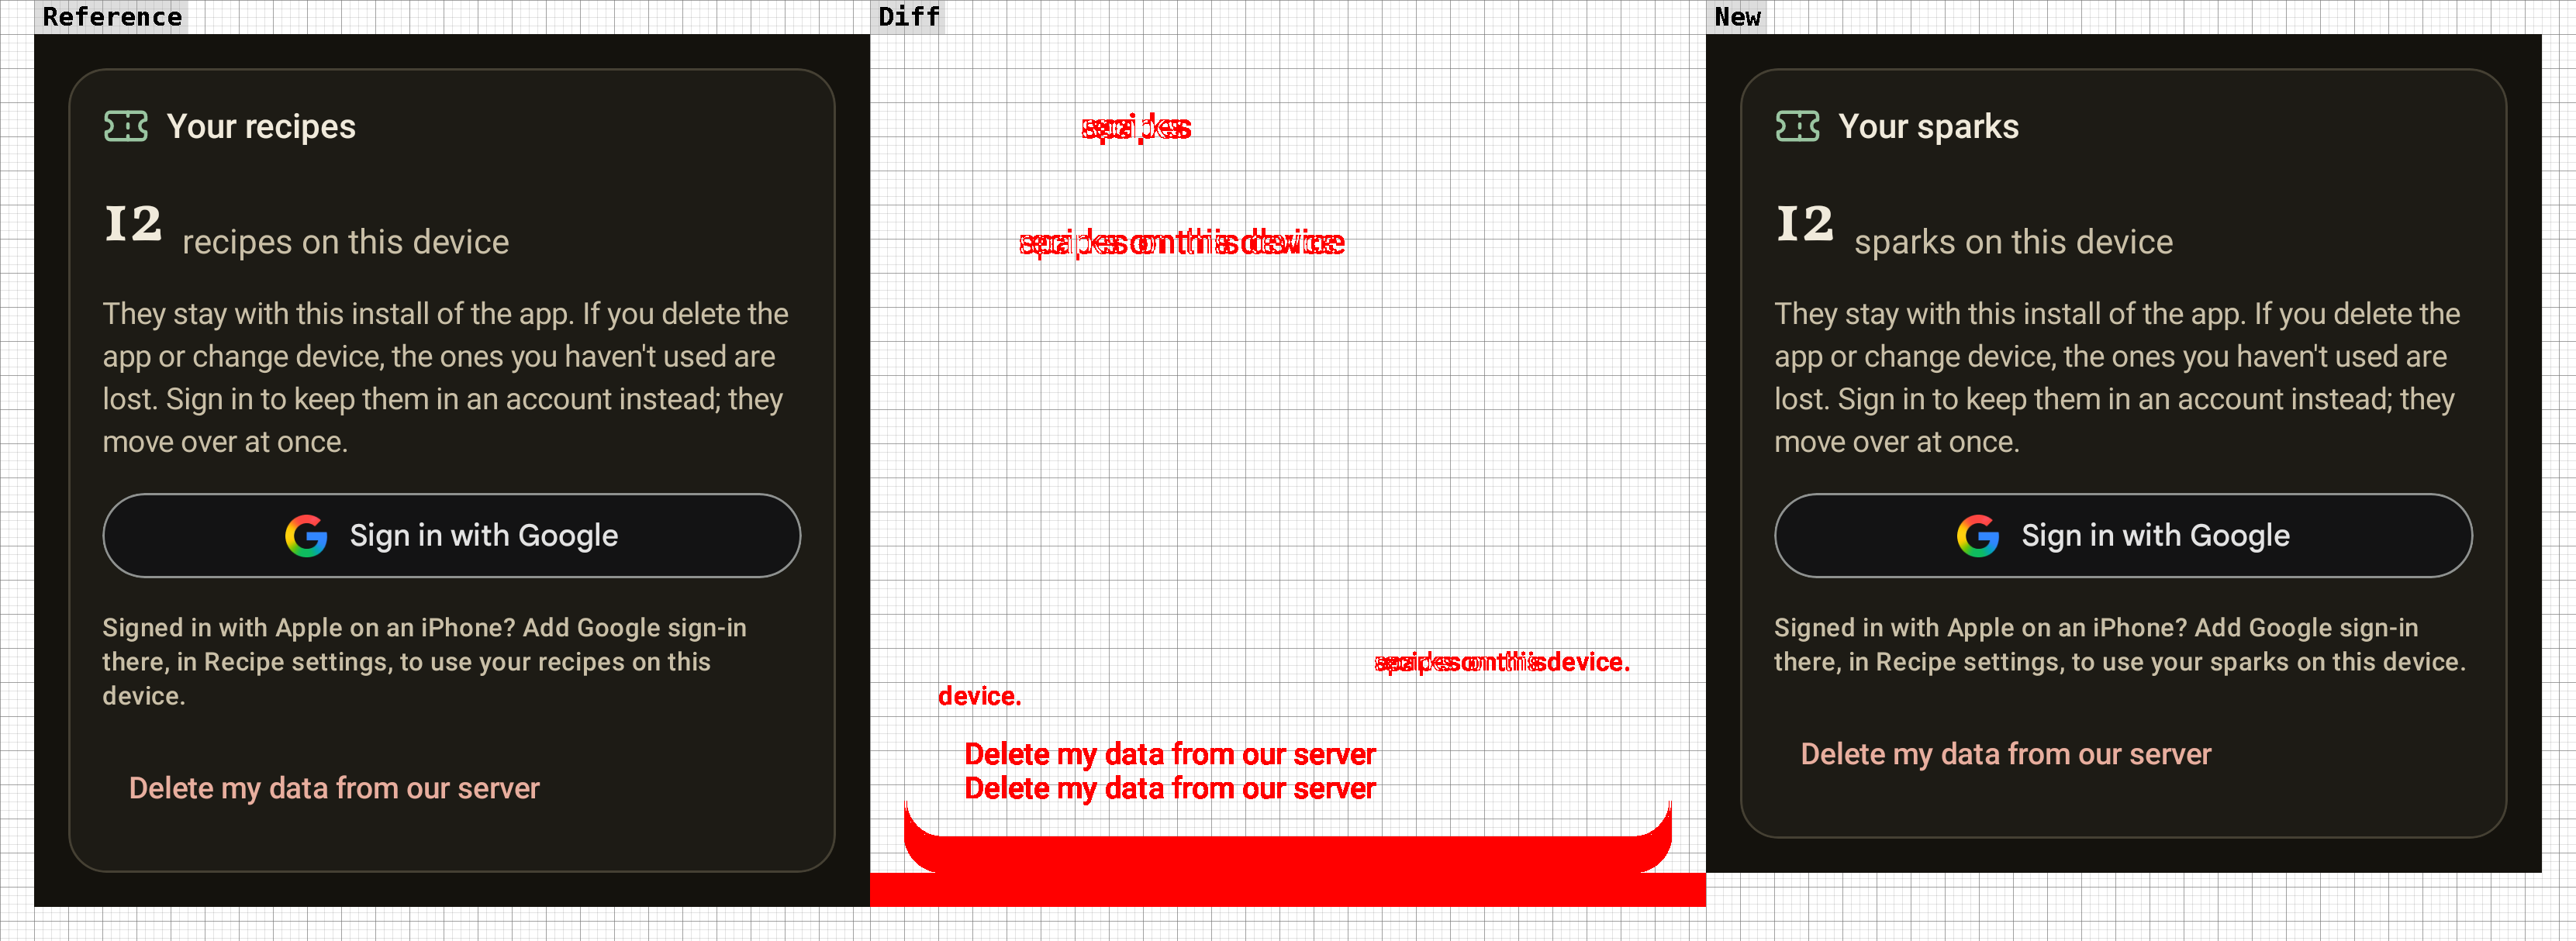 Reference
Your recipes
12 recipes on this device
They stay with this install of the app. If you delete the
app or change device, the ones you haven't used are
lost. Sign in to keep them in an account instead; they
move over at once.
Sign in with Google
Signed in with Apple on an iPhone? Add Google sign-in
there, in Recipe settings, to use your recipes on this
device.
Delete my data from our server
Diff
device.
device.
Delete my data from our server
Delete my data from our server
New
Your sparks
12 sparks on this device
They stay with this install of the app. If you delete the
app or change device, the ones you haven't used are
lost. Sign in to keep them in an account instead; they
move over at once.
Sign in with Google
Signed in with Apple on an iPhone? Add Google sign-in
there, in Recipe settings, to use your sparks on this device.
Delete my data from our server